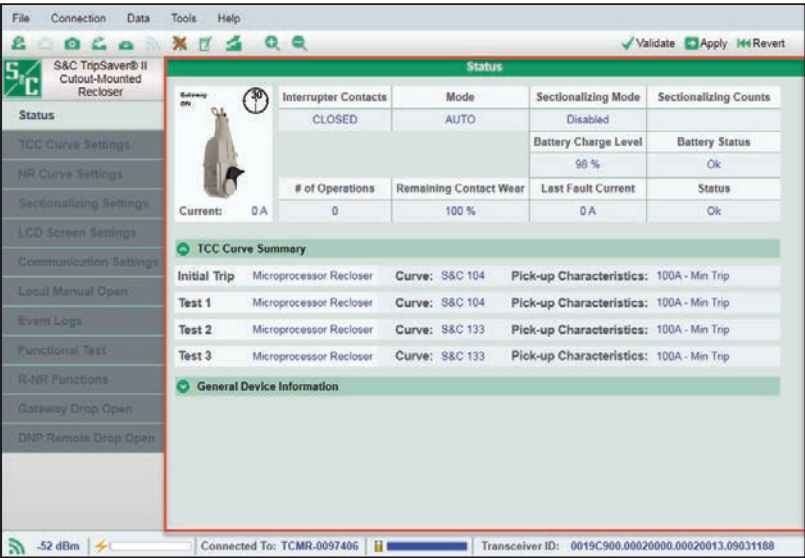 File Connection Data Tools Help
Validate Apply Revert
S&C TripSaver® II
Cutout-Mounted
Recloser
Status
Status
TCC Curve Settings
NR Curve Settings
Sectionalizing Settings
LCD Screen Settings
Communication Settings
Local Manual Open
Event Logs
Functional Test
R-NR Functions
Gateway Drop Open
DNP Remote Drop Open
Gateway
ON
30
Interrupter Contacts Mode Sectionalizing Mode Sectionalizing Counts
CLOSED AUTO Disabled
Battery Charge Level Battery Status
98 % Ok
# of Operations Remaining Contact Wear Last Fault Current Status
Current: 0 A 0 100 % 0 A Ok
TCC Curve Summary
Initial Trip Microprocessor Recloser Curve: S&C 104 Pick-up Characteristics: 100A - Min Trip
Test 1 Microprocessor Recloser Curve: S&C 104 Pick-up Characteristics: 100A - Min Trip
Test 2 Microprocessor Recloser Curve: S&C 133 Pick-up Characteristics: 100A - Min Trip
Test 3 Microprocessor Recloser Curve: S&C 133 Pick-up Characteristics: 100A - Min Trip
General Device Information
-52 dBm Connected To: TCMR-0097406 Transceiver ID: 0019C900.00020000.00020013.09031188